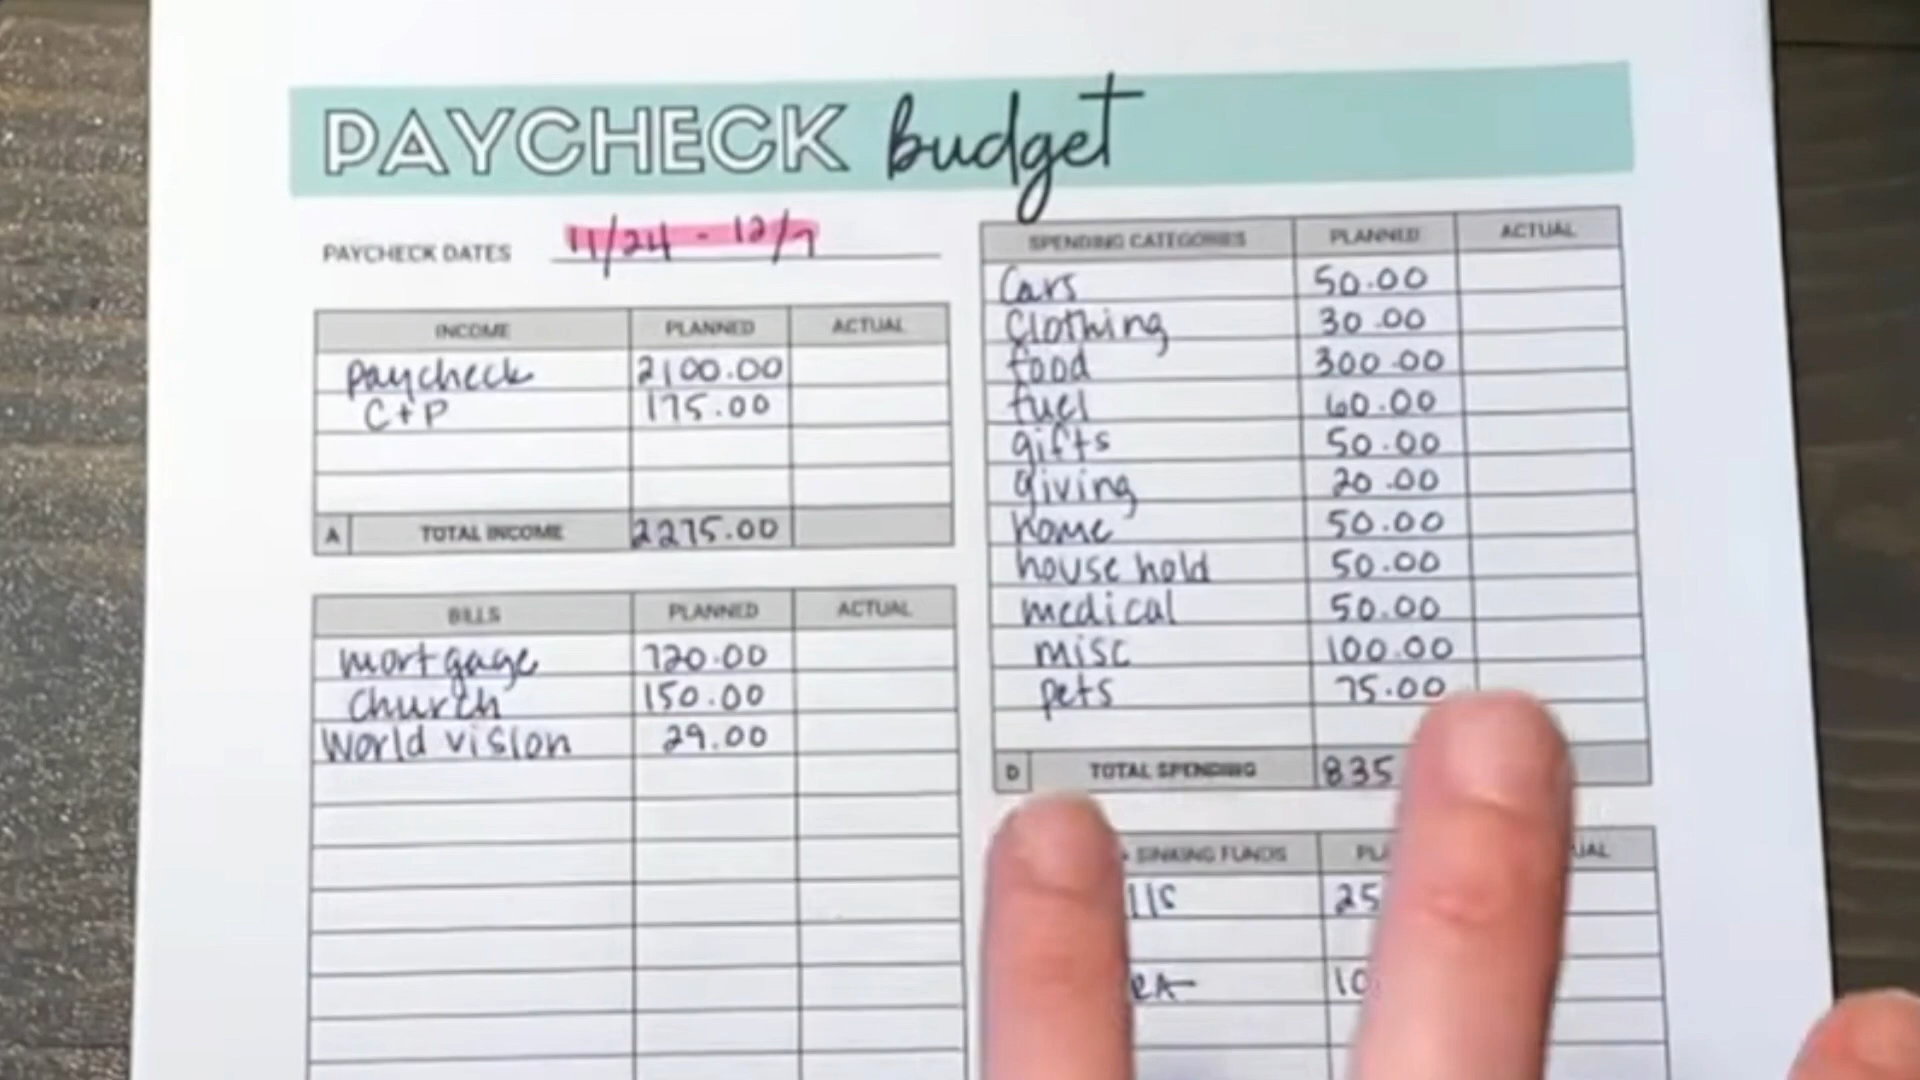 PAYCHECK budget
PAYCHECK DATES 11/24 - 12/7
INCOME PLANNED ACTUAL
paycheck 2100.00
C+P 175.00
A TOTAL INCOME 2275.00
BILLS PLANNED ACTUAL
mortgage 720.00
church 150.00
World vision 29.00
SPENDING CATEGORIES PLANNED ACTUAL
Cars 50.00
Clothing 30.00
food 300.00
fuel 60.00
gifts 50.00
giving 20.00
home 50.00
house hold 50.00
medical 50.00
misc 100.00
pets 75.00
D TOTAL SPENDING 835
SINKING FUNDS